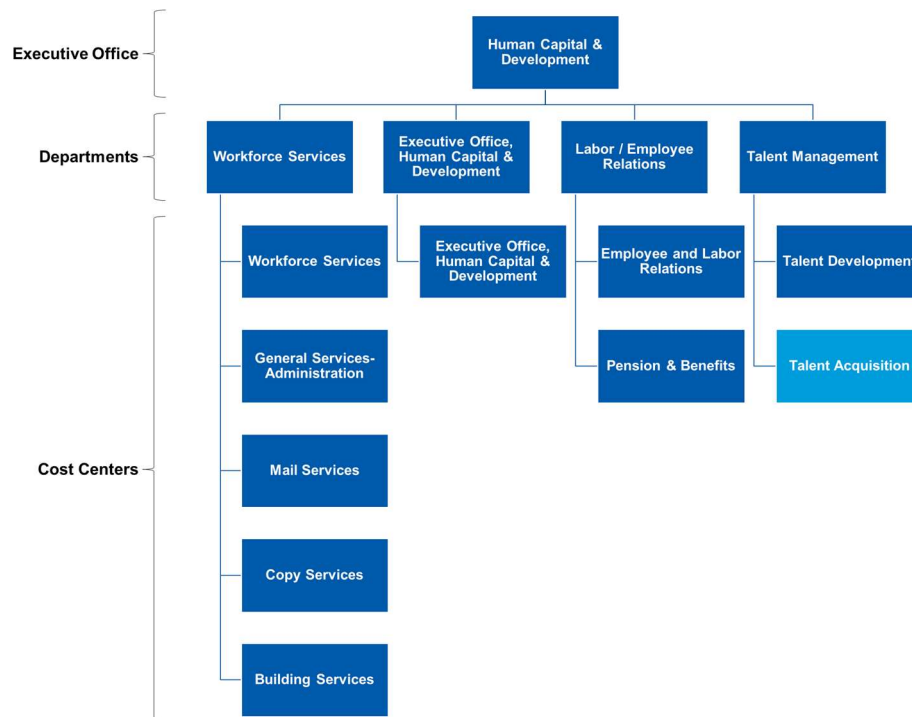 Executive Office
Human Capital &
Development
Departments
Workforce Services
Executive Office,
Human Capital &
Development
Labor / Employee
Relations
Talent Management
Cost Centers
Workforce Services
General Services-
Administration
Mail Services
Copy Services
Building Services
Executive Office,
Human Capital &
Development
Employee and Labor
Relations
Pension & Benefits
Talent Development
Talent Acquisition